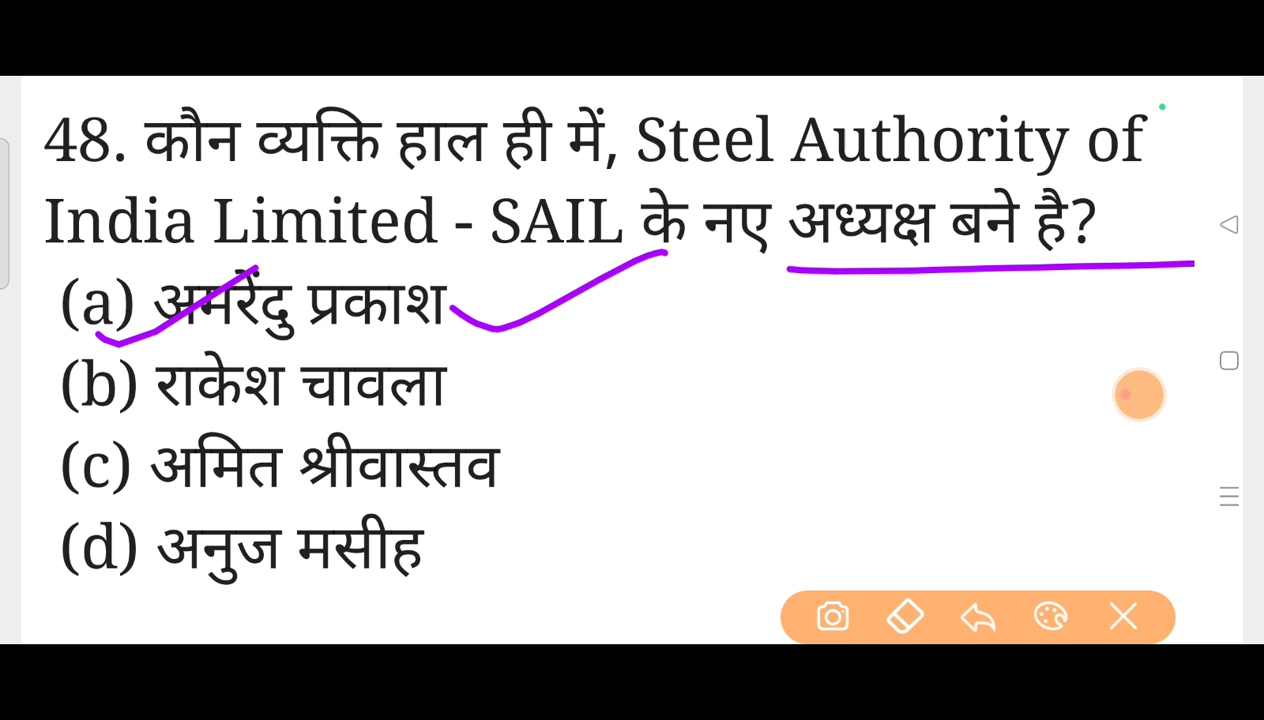 48. कौन व्यक्ति हाल ही में, Steel Authority of
India Limited - SAIL के नए अध्यक्ष बने है?
(a) अमरेंदु प्रकाश
(b) राकेश चावला
(c) अमित श्रीवास्तव
(d) अनुज मसीह